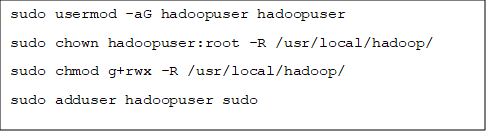 sudo usermod -aG hadoopuser hadoopuser
sudo chown hadoopuser:root -R /usr/local/hadoop/
sudo chmod g+rwx -R /usr/local/hadoop/
sudo adduser hadoopuser sudo